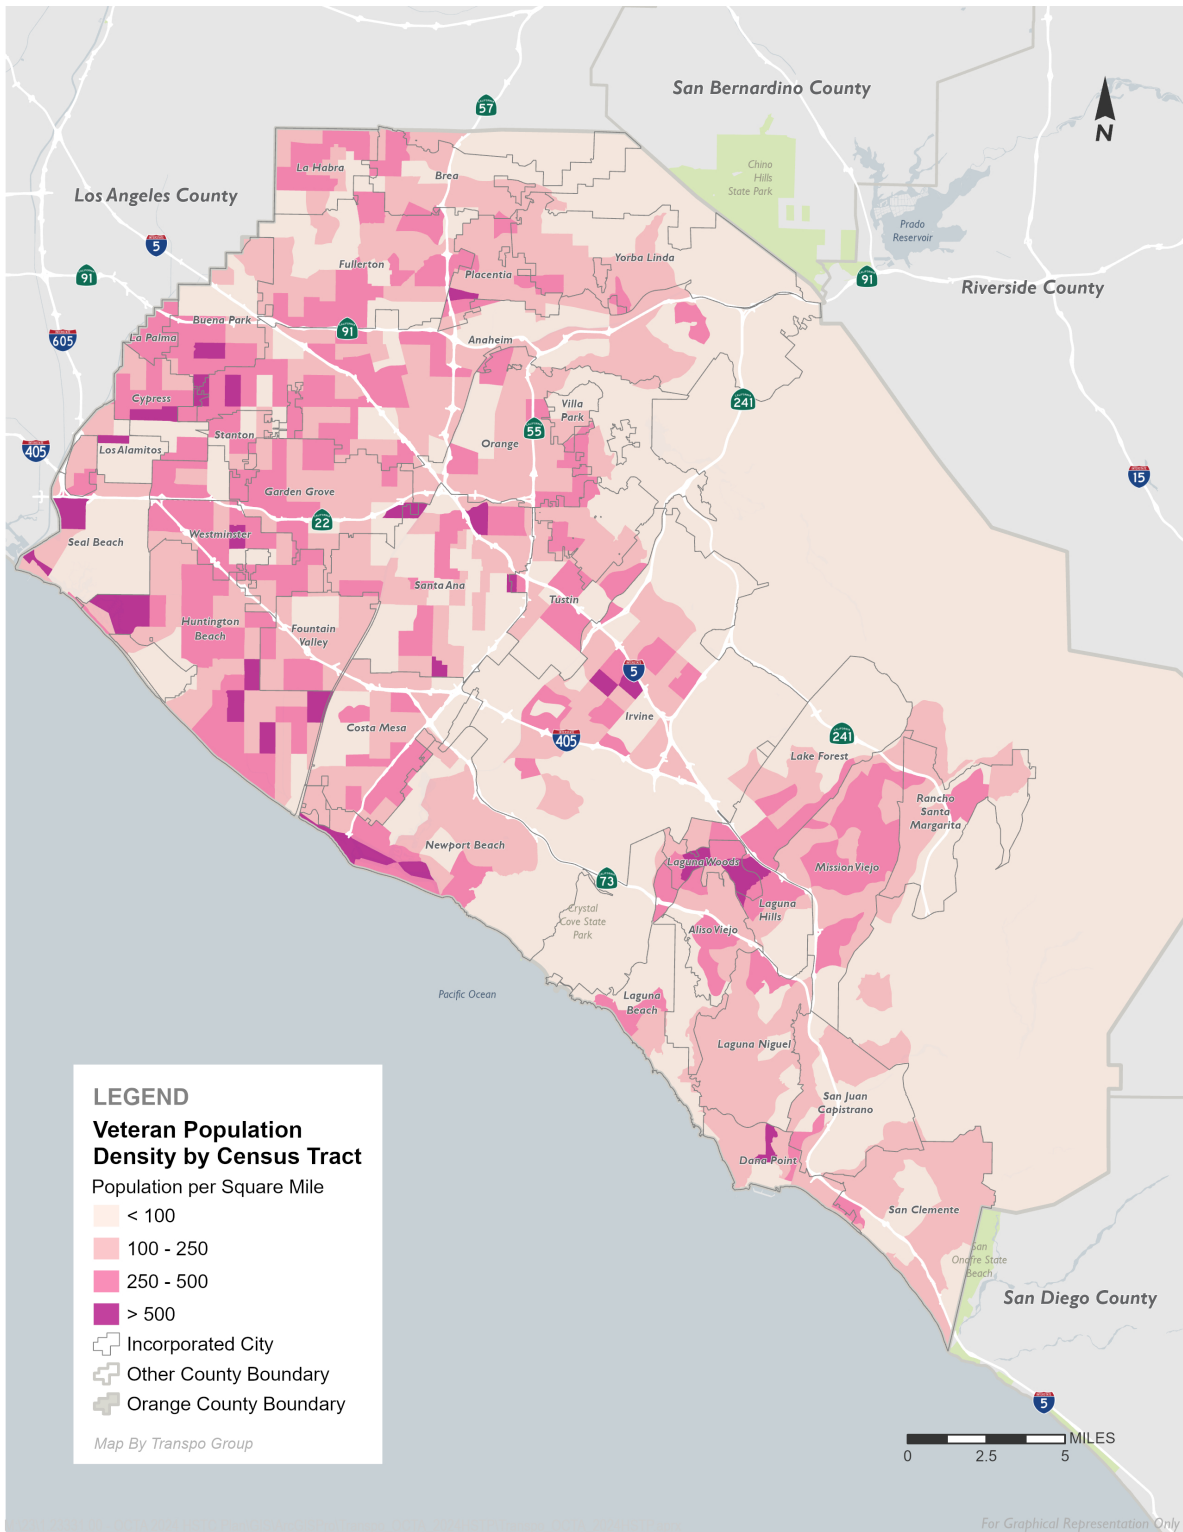 57
San Bernardino County
N
Chino
Hills
State Park
La Habra
Brea
Los Angeles County
Prado
Reservoir
5
Yorba Linda
Fullerton
Placentia
91
91
Riverside County
Buena Park
91
605
La Palma
Anaheim
Cypress
241
Villa
Park
55
Stanton
Orange
405
Los Alamitos
15
Garden Grove
22
Westminster
Seal Beach
Santa Ana
Tustin
Huntington
Beach
Fountain
Valley
5
Irvine
Costa Mesa
405
241
Lake Forest
Rancho
Santa
Margarita
Newport Beach
Laguna Woods
Mission Viejo
73
Laguna
Hills
Crystal
Cove State
Park
Aliso Viejo
Pacific Ocean
Laguna
Beach
Laguna Niguel
San Juan
Capistrano
Dana Point
San Clemente
San
Onofre State
Beach
San Diego County
5
LEGEND
Veteran Population
Density by Census Tract
Population per Square Mile
< 100
100 - 250
250 - 500
> 500
Incorporated City
Other County Boundary
Orange County Boundary
Map By Transpo Group
MILES
0 2.5 5
For Graphical Representation Only